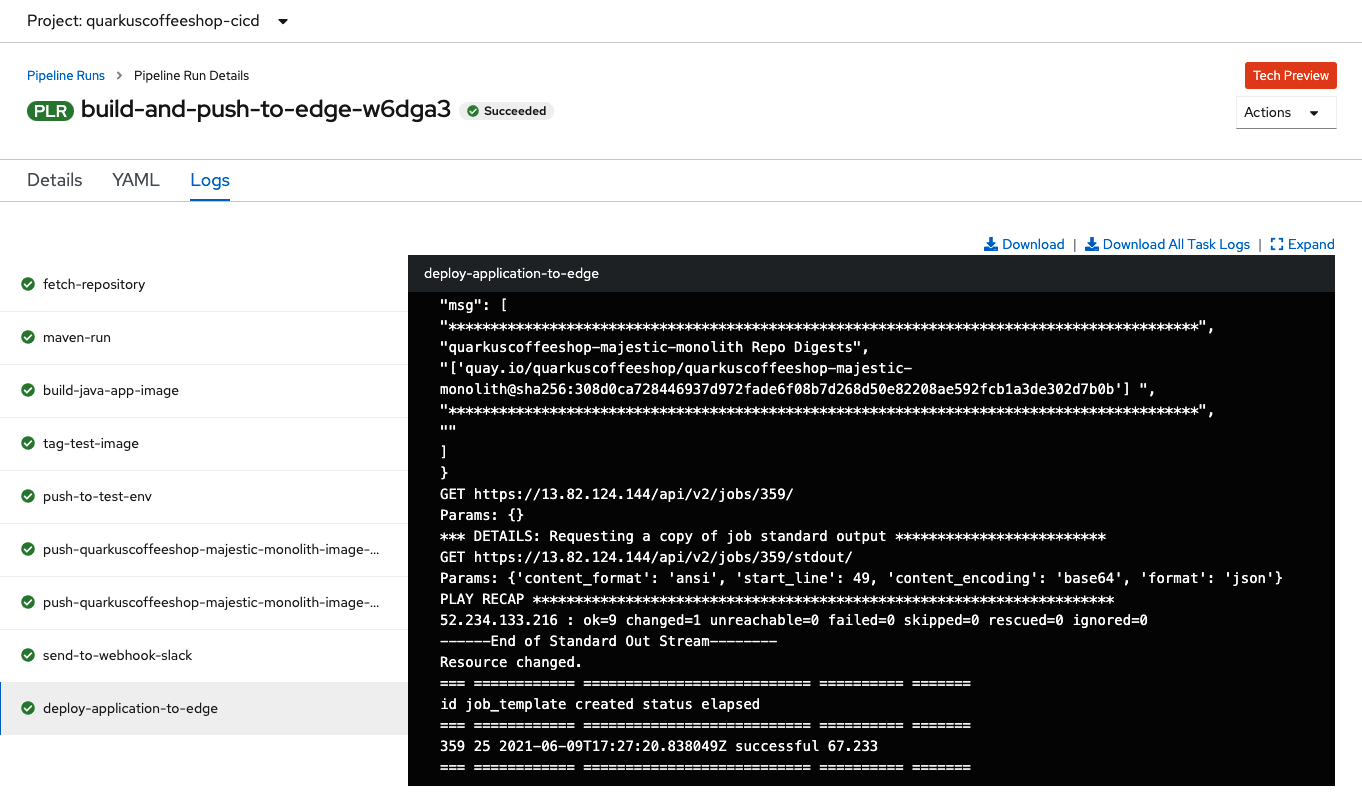 Project: quarkuscoffeeshop-cicd
Pipeline Runs > Pipeline Run Details
Tech Preview
PLR build-and-push-to-edge-w6dga3 Succeeded
Actions
Details YAML Logs
Download | Download All Task Logs | Expand
fetch-repository
maven-run
build-java-app-image
tag-test-image
push-to-test-env
push-quarkuscoffeeshop-majestic-monolith-image-...
push-quarkuscoffeeshop-majestic-monolith-image-...
send-to-webhook-slack
deploy-application-to-edge
deploy-application-to-edge
"msg": [
"*****************************************************************************************",
"quarkuscoffeeshop-majestic-monolith Repo Digests",
"['quay.io/quarkuscoffeeshop/quarkuscoffeeshop-majestic-
monolith@sha256:308d0ca728446937d972fade6f08b7d268d50e82208ae592fcb1a3de302d7b0b'] ",
"*****************************************************************************************",
""
]
}
GET https://13.82.124.144/api/v2/jobs/359/
Params: {}
*** DETAILS: Requesting a copy of job standard output *************************
GET https://13.82.124.144/api/v2/jobs/359/stdout/
Params: {'content_format': 'ansi', 'start_line': 49, 'content_encoding': 'base64', 'format': 'json'}
PLAY RECAP *********************************************************************
52.234.133.216 : ok=9 changed=1 unreachable=0 failed=0 skipped=0 rescued=0 ignored=0
------End of Standard Out Stream--------
Resource changed.
=== ============ =========================== ========== =======
id job_template created status elapsed
=== ============ =========================== ========== =======
359 25 2021-06-09T17:27:20.838049Z successful 67.233
=== ============ =========================== ========== =======